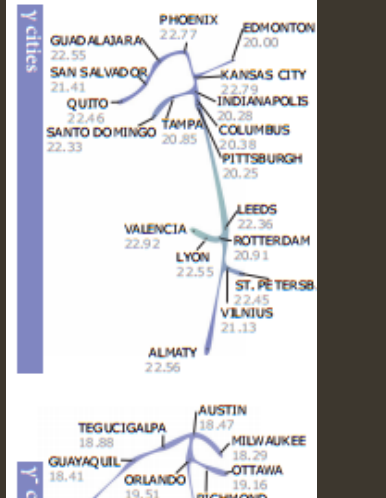 γ cities
PHOENIX
22.77
EDMONTON
20.00
GUADALAJARA
22.55
SAN SALVADOR
21.41
KANSAS CITY
22.79
QUITO
22.46
INDIANAPOLIS
20.28
SANTO DOMINGO
22.33
TAMPA
20.85
COLUMBUS
20.38
PITTSBURGH
20.25
LEEDS
22.36
VALENCIA
22.92
ROTTERDAM
20.91
LYON
22.55
ST. PETERSB
22.45
VILNIUS
21.13
ALMATY
22.56
AUSTIN
18.47
TEGUCIGALPA
18.88
MILWAUKEE
18.29
GUAYAQUIL
18.41
OTTAWA
19.16
ORLANDO
19.51
RICHMOND